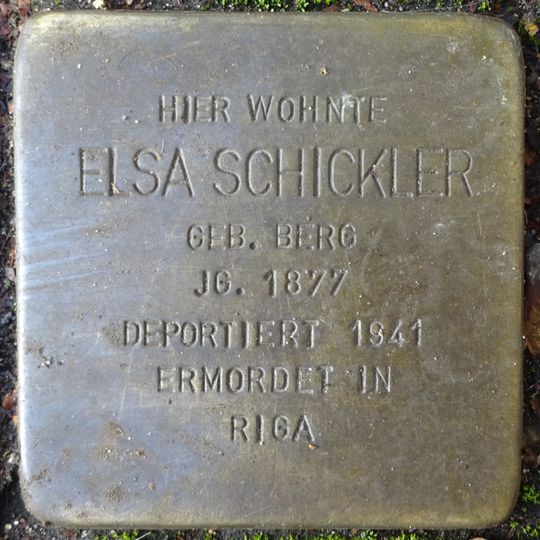 HIER WOHNTE
ELSA SCHICKLER
GEB. BERG
JG. 1877
DEPORTIERT 1941
ERMORDET IN
RIGA